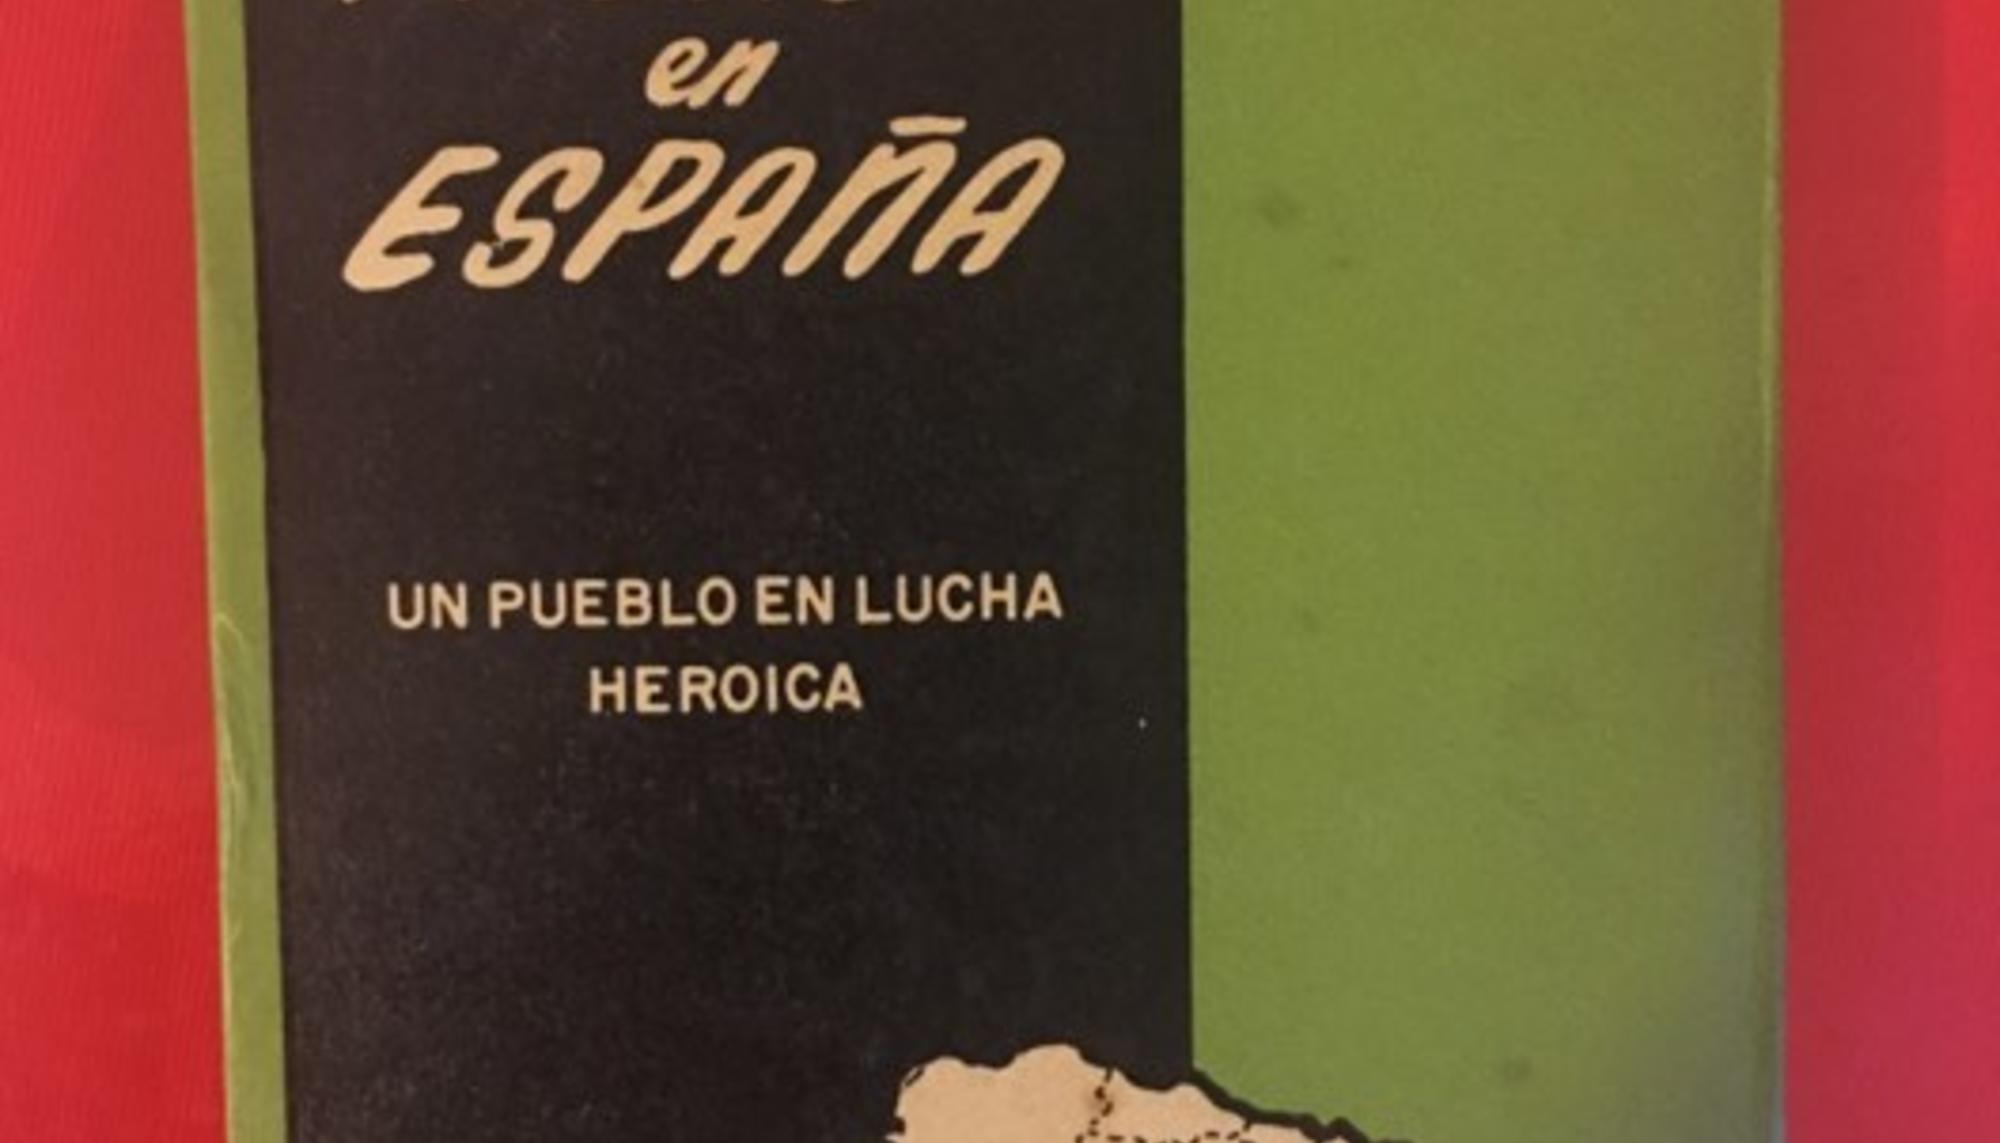 en
ESPAÑA
UN PUEBLO EN LUCHA
HEROICA